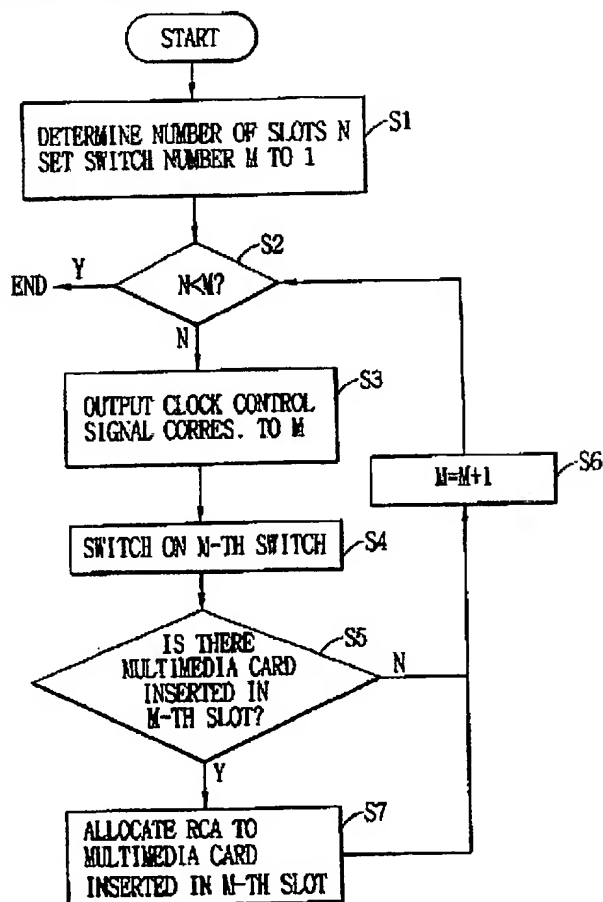 START
DETERMINE NUMBER OF SLOTS N
SET SWITCH NUMBER M TO 1
S1
S2
N<M?
Y
END
N
S3
OUTPUT CLOCK CONTROL
SIGNAL CORRES. TO M
M=M+1
S6
SWITCH ON M-TH SWITCH
S4
IS THERE
MULTIMEDIA CARD
INSERTED IN
M-TH SLOT?
S5
N
Y
S7
ALLOCATE RCA TO
MULTIMEDIA CARD
INSERTED IN M-TH SLOT